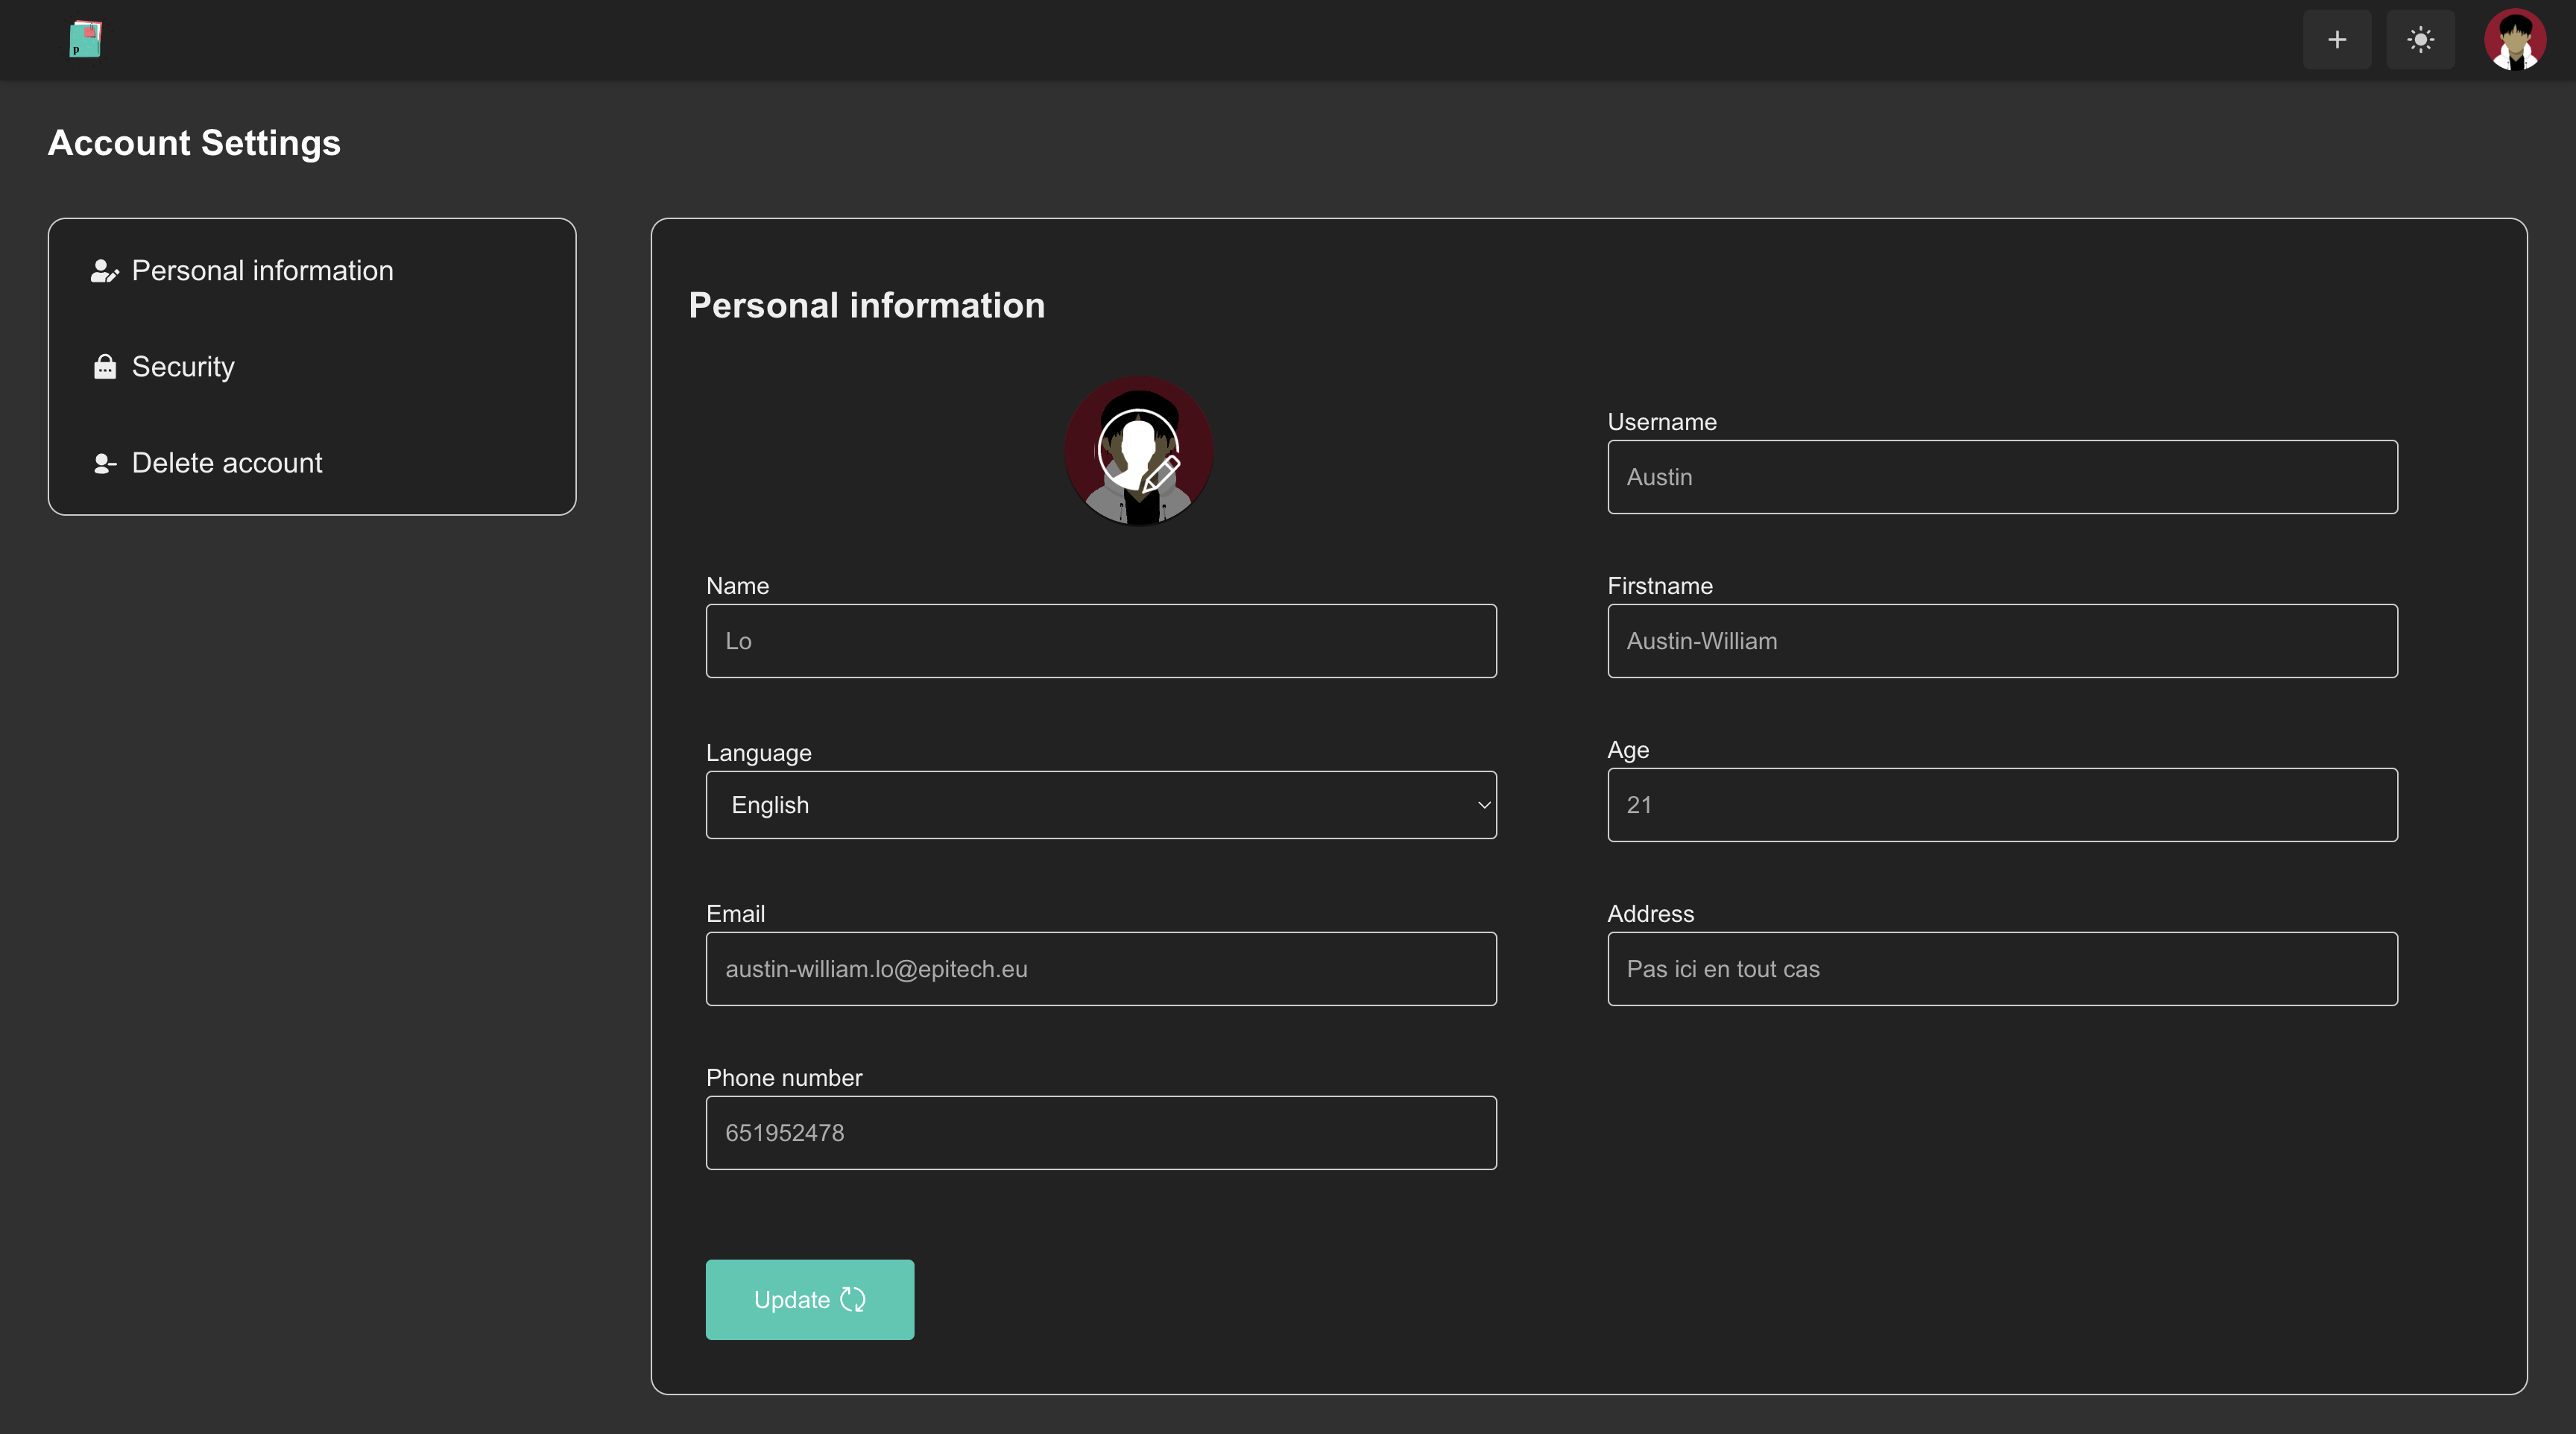 p
Account Settings
Personal information
Security
Delete account
Personal information
Username
Austin
Name
Lo
Firstname
Austin-William
Language
English
Age
21
Email
austin-william.lo@epitech.eu
Address
Pas ici en tout cas
Phone number
651952478
Update